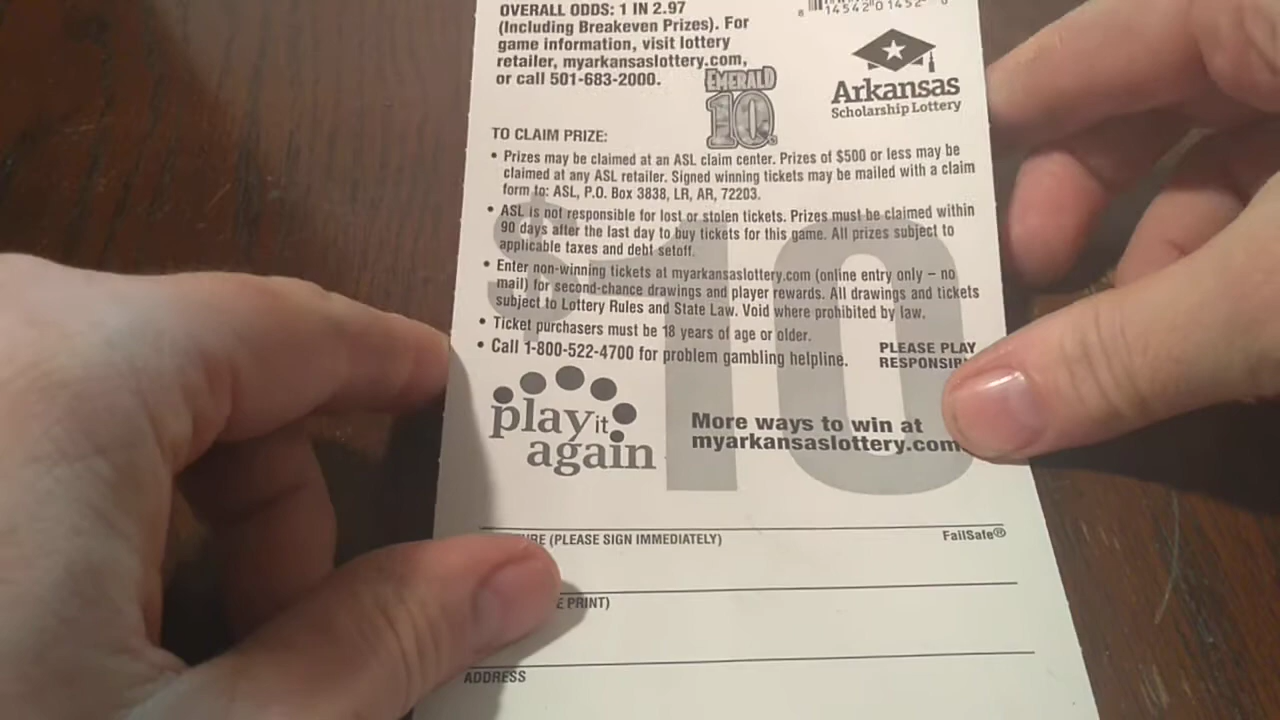 OVERALL ODDS: 1 IN 2.97
(Including Breakeven Prizes). For
game information, visit lottery
retailer, myarkansaslottery.com,
or call 501-683-2000.
EMERALD
10
Arkansas
Scholarship Lottery
TO CLAIM PRIZE:
• Prizes may be claimed at an ASL claim center. Prizes of $500 or less may be
claimed at any ASL retailer. Signed winning tickets may be mailed with a claim
form to: ASL, P.O. Box 3838, LR, AR, 72203.
• ASL is not responsible for lost or stolen tickets. Prizes must be claimed within
90 days after the last day to buy tickets for this game. All prizes subject to
applicable taxes and debt setoff.
• Enter non-winning tickets at myarkansaslottery.com (online entry only – no
mail) for second-chance drawings and player rewards. All drawings and tickets
subject to Lottery Rules and State Law. Void where prohibited by law.
• Ticket purchasers must be 18 years of age or older.
• Call 1-800-522-4700 for problem gambling helpline.
PLEASE PLAY
$10
play it
again
More ways to win at
myarkansaslottery.com
(PLEASE SIGN IMMEDIATELY)
FailSafe®
PRINT)
ADDRESS